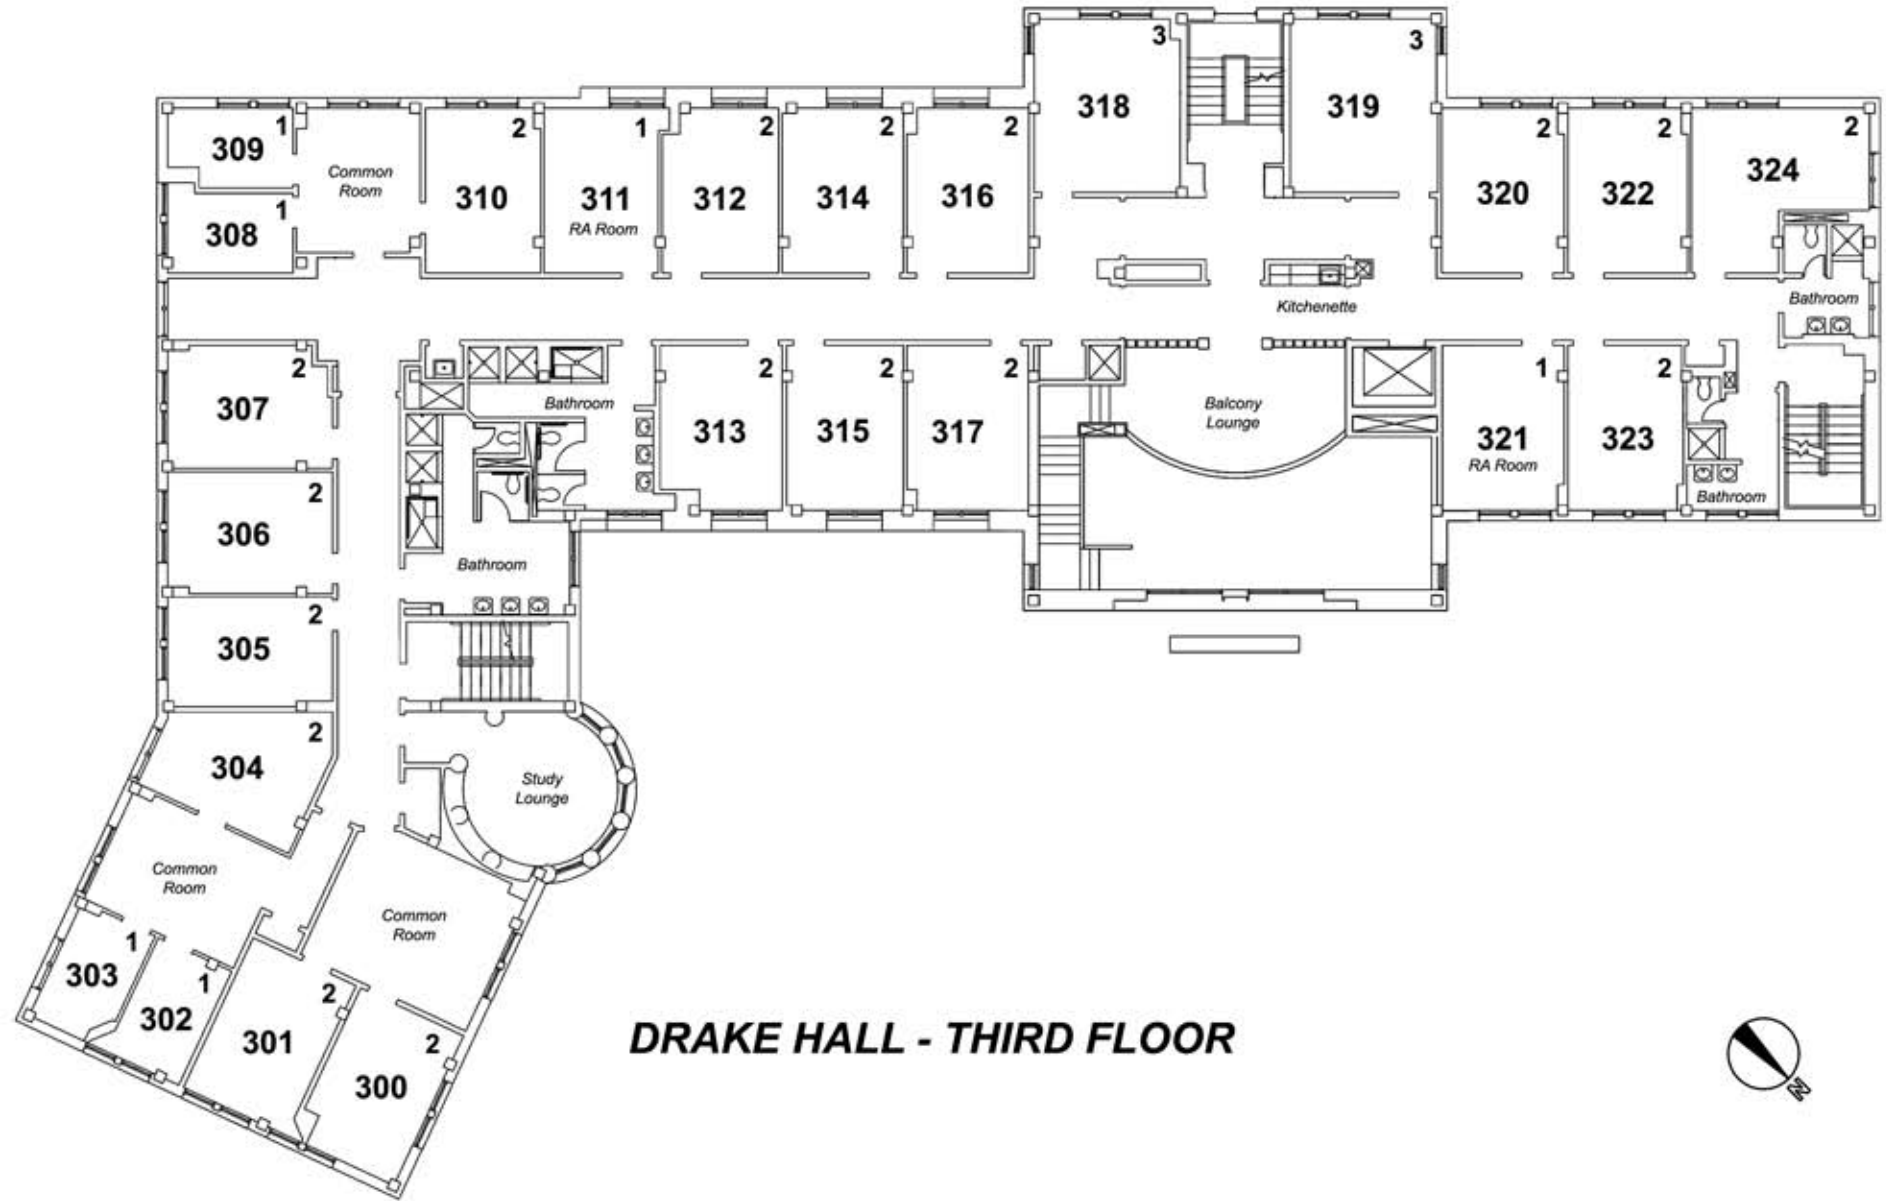 3
3
318
319
1
2
1
2
2
2
2
2
2
309
Common
Room
310
311
RA Room
312
314
316
320
322
324
1
308
Kitchenette
Bathroom
2
307
Bathroom
2
313
2
315
2
317
Balcony
Lounge
1
321
RA Room
2
323
Bathroom
2
306
Bathroom
2
305
2
304
Study
Lounge
Common
Room
Common
Room
1
303
1
302
2
301
2
300
DRAKE HALL - THIRD FLOOR
N